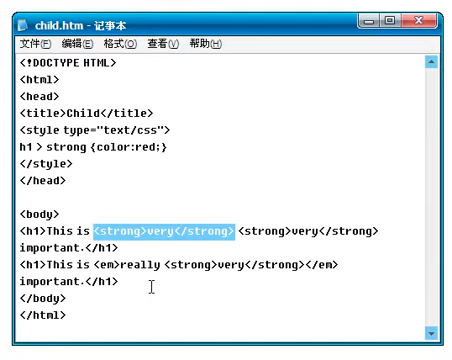 child.htm - 记事本
文件(F) 编辑(E) 格式(O) 查看(V) 帮助(H)
<!DOCTYPE HTML>
<html>
<head>
<title>Child</title>
<style type="text/css">
h1 > strong {color:red;}
</style>
</head>

<body>
<h1>This is <strong>very</strong> <strong>very</strong>
important.</h1>
<h1>This is <em>really <strong>very</strong></em>
important.</h1>
</body>
</html>